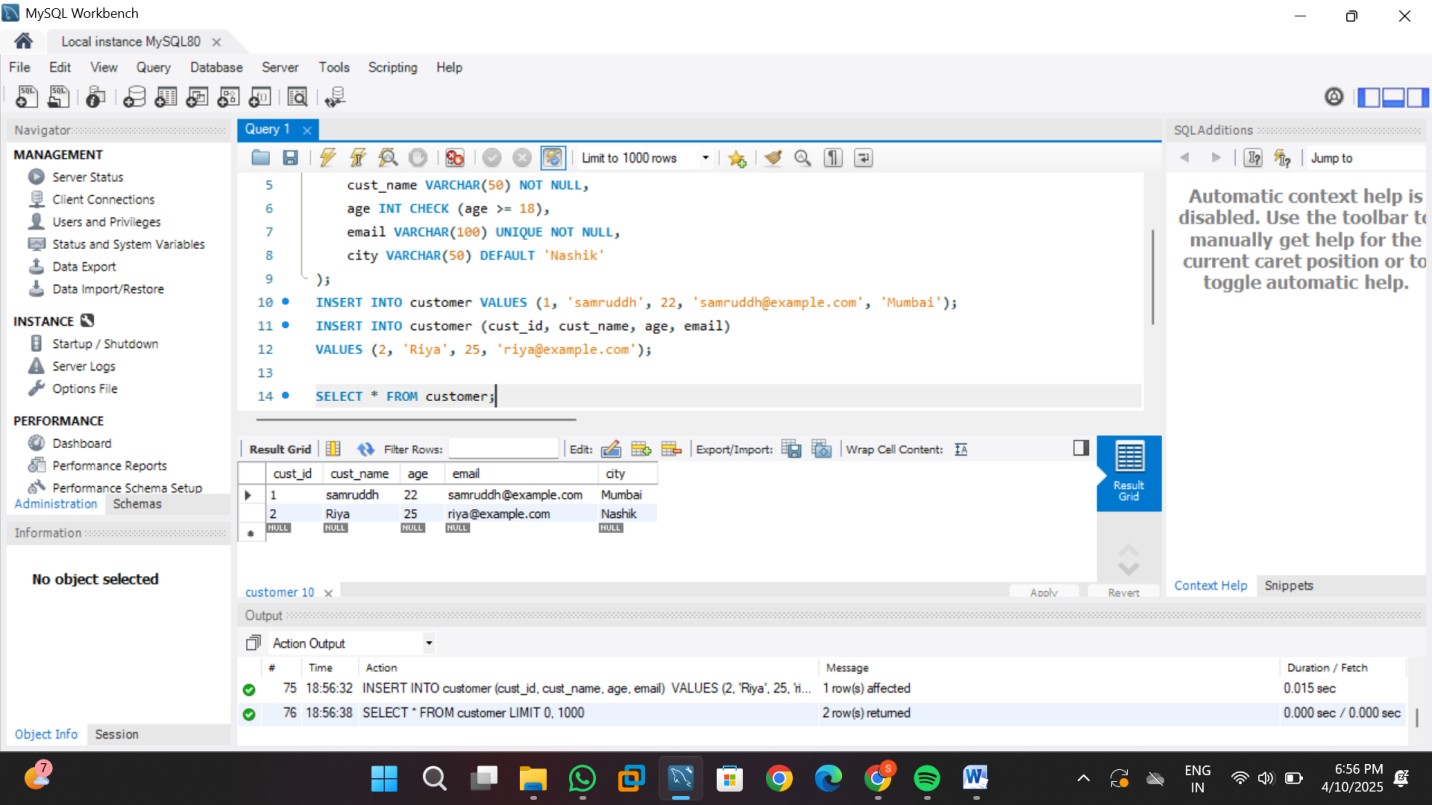 MySQL Workbench
Local instance MySQL80
File Edit View Query Database Server Tools Scripting Help
Navigator
MANAGEMENT
Server Status
Client Connections
Users and Privileges
Status and System Variables
Data Export
Data Import/Restore
INSTANCE
Startup / Shutdown
Server Logs
Options File
PERFORMANCE
Dashboard
Performance Reports
Performance Schema Setup
Administration Schemas
Information
No object selected
Object Info Session
Query 1
Limit to 1000 rows
5 cust_name VARCHAR(50) NOT NULL,
6 age INT CHECK (age >= 18),
7 email VARCHAR(100) UNIQUE NOT NULL,
8 city VARCHAR(50) DEFAULT 'Nashik'
9 );
10 INSERT INTO customer VALUES (1, 'samruddh', 22, 'samruddh@example.com', 'Mumbai');
11 INSERT INTO customer (cust_id, cust_name, age, email)
12 VALUES (2, 'Riya', 25, 'riya@example.com');
13
14 SELECT * FROM customer;
Result Grid Filter Rows: Edit: Export/Import: Wrap Cell Content:
cust_id cust_name age email city
1 samruddh 22 samruddh@example.com Mumbai
2 Riya 25 riya@example.com Nashik
NULL NULL NULL NULL NULL
Result
Grid
customer 10 Apply Revert
SQLAdditions
Jump to
Automatic context help is
disabled. Use the toolbar to
manually get help for the
current caret position or to
toggle automatic help.
Context Help Snippets
Output
Action Output
# Time Action Message Duration / Fetch
75 18:56:32 INSERT INTO customer (cust_id, cust_name, age, email) VALUES (2, 'Riya', 25, 'ri... 1 row(s) affected 0.015 sec
76 18:56:38 SELECT * FROM customer LIMIT 0, 1000 2 row(s) returned 0.000 sec / 0.000 sec
7
S
W
ENG
IN
6:56 PM
4/10/2025